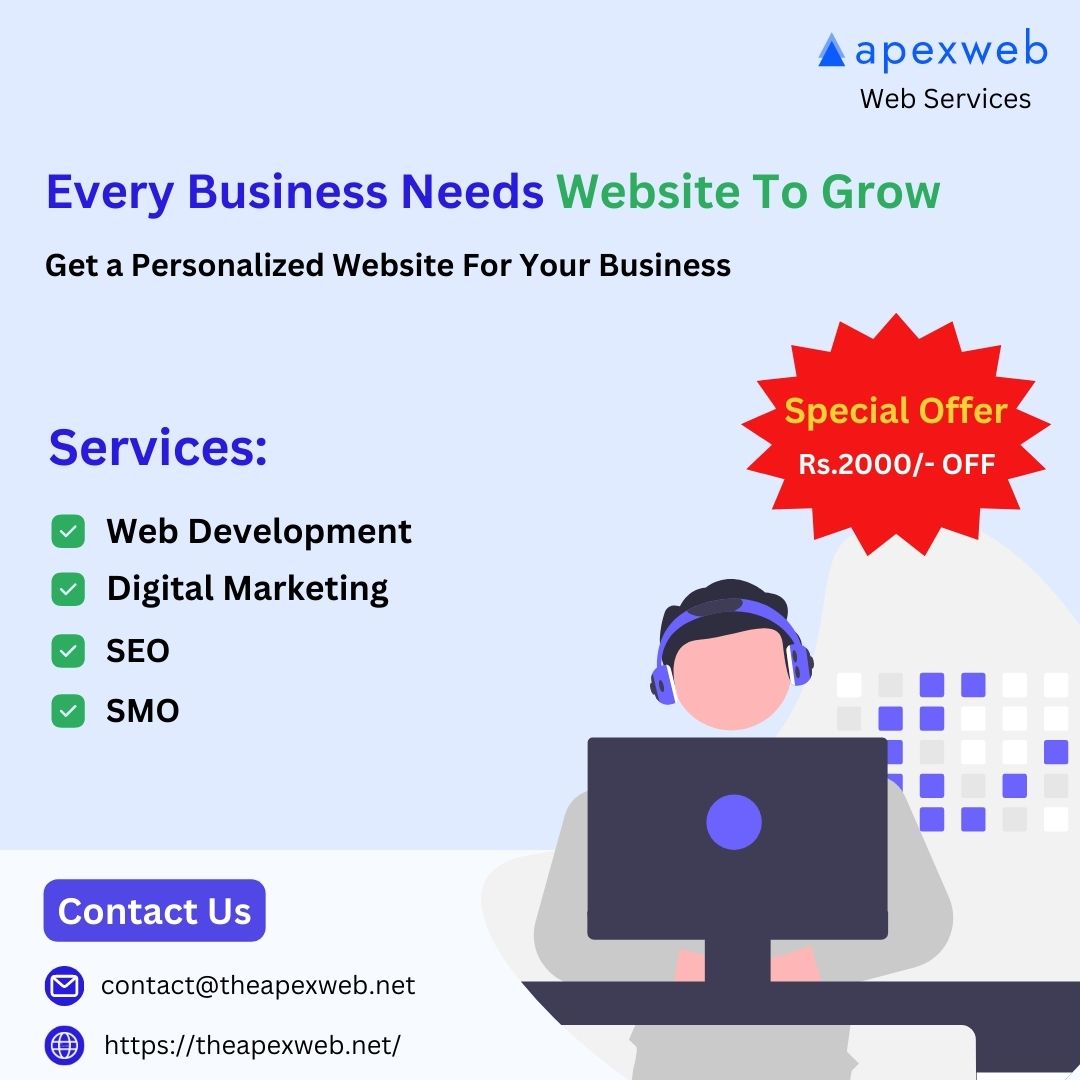 apexweb
Web Services
Every Business Needs Website To Grow
Get a Personalized Website For Your Business
Special Offer
Rs.2000/- OFF
Services:
Web Development
Digital Marketing
SEO
SMO
Contact Us
contact@theapexweb.net
https://theapexweb.net/